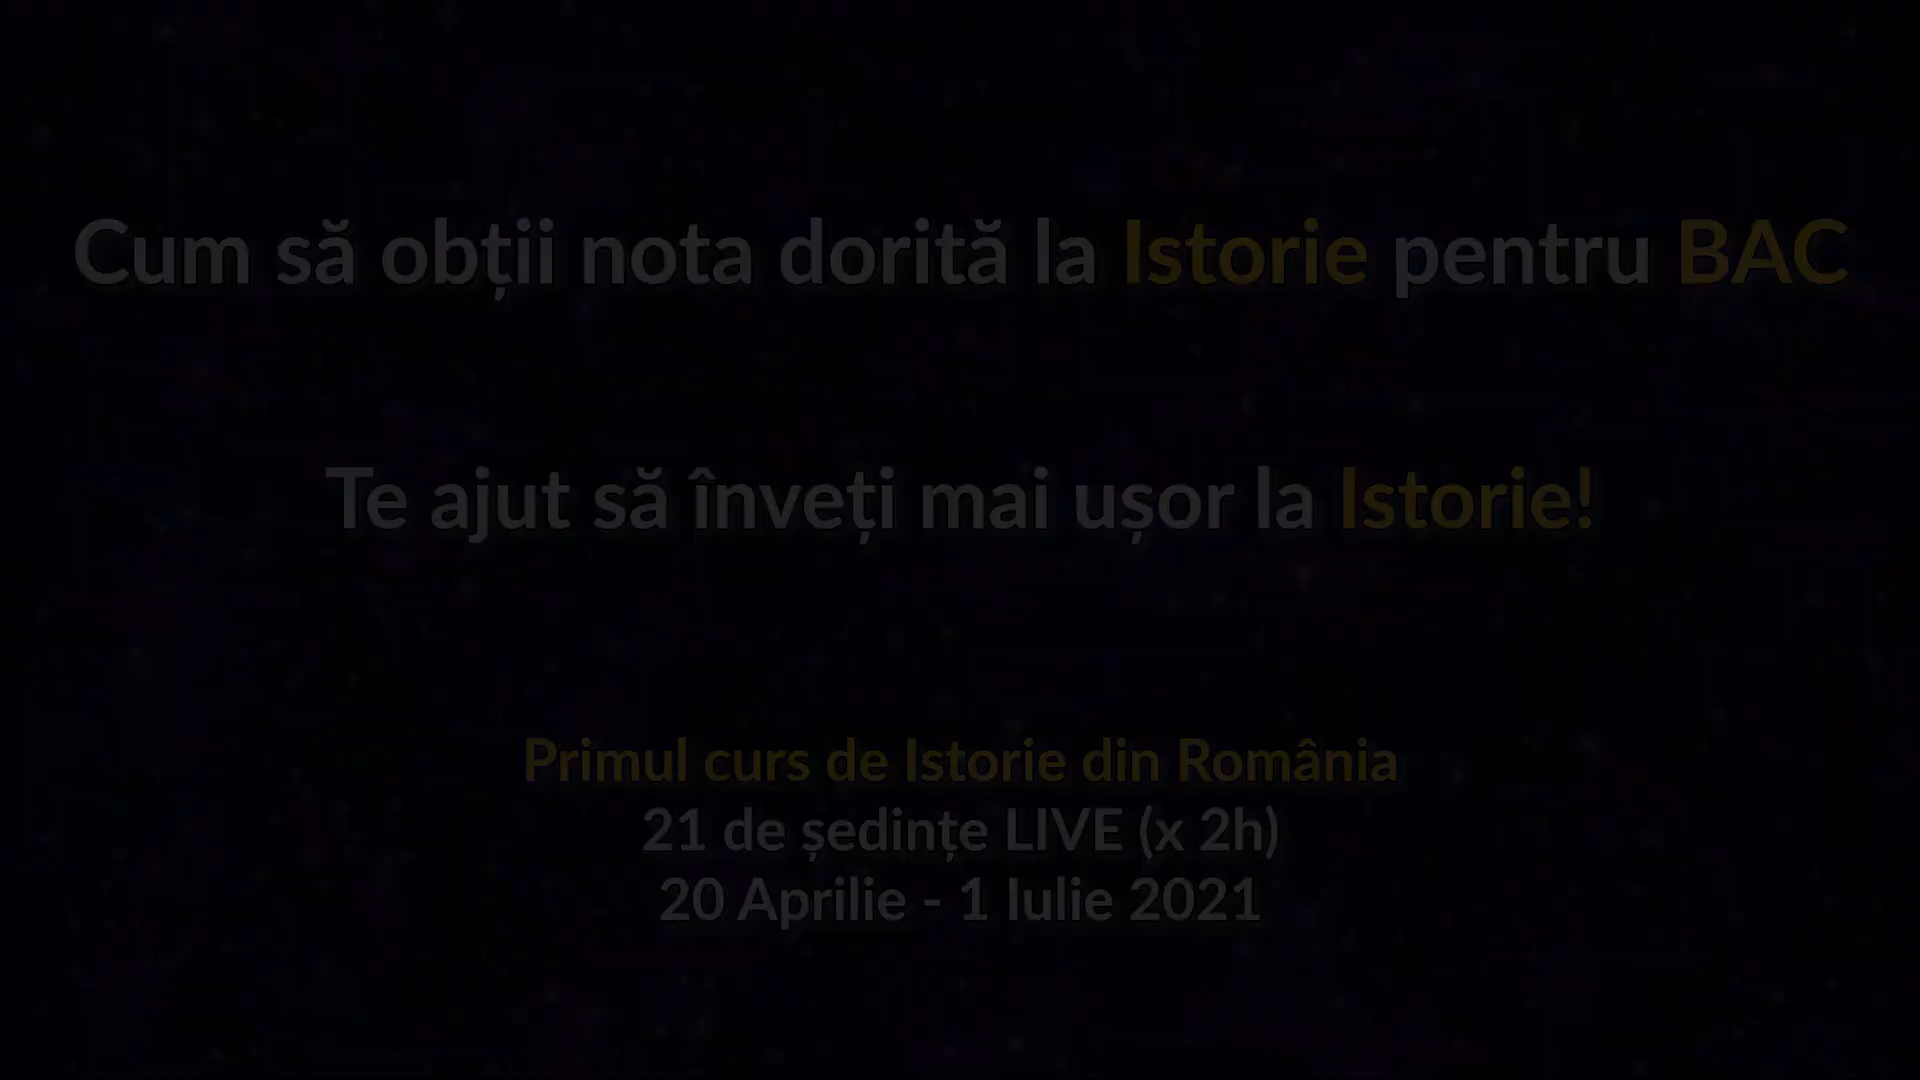 Cum să obții nota dorită la Istorie pentru BAC
Te ajut să înveți mai ușor la Istorie!
Primul curs de Istorie din România
21 de ședințe LIVE (x 2h)
20 Aprilie - 1 Iulie 2021